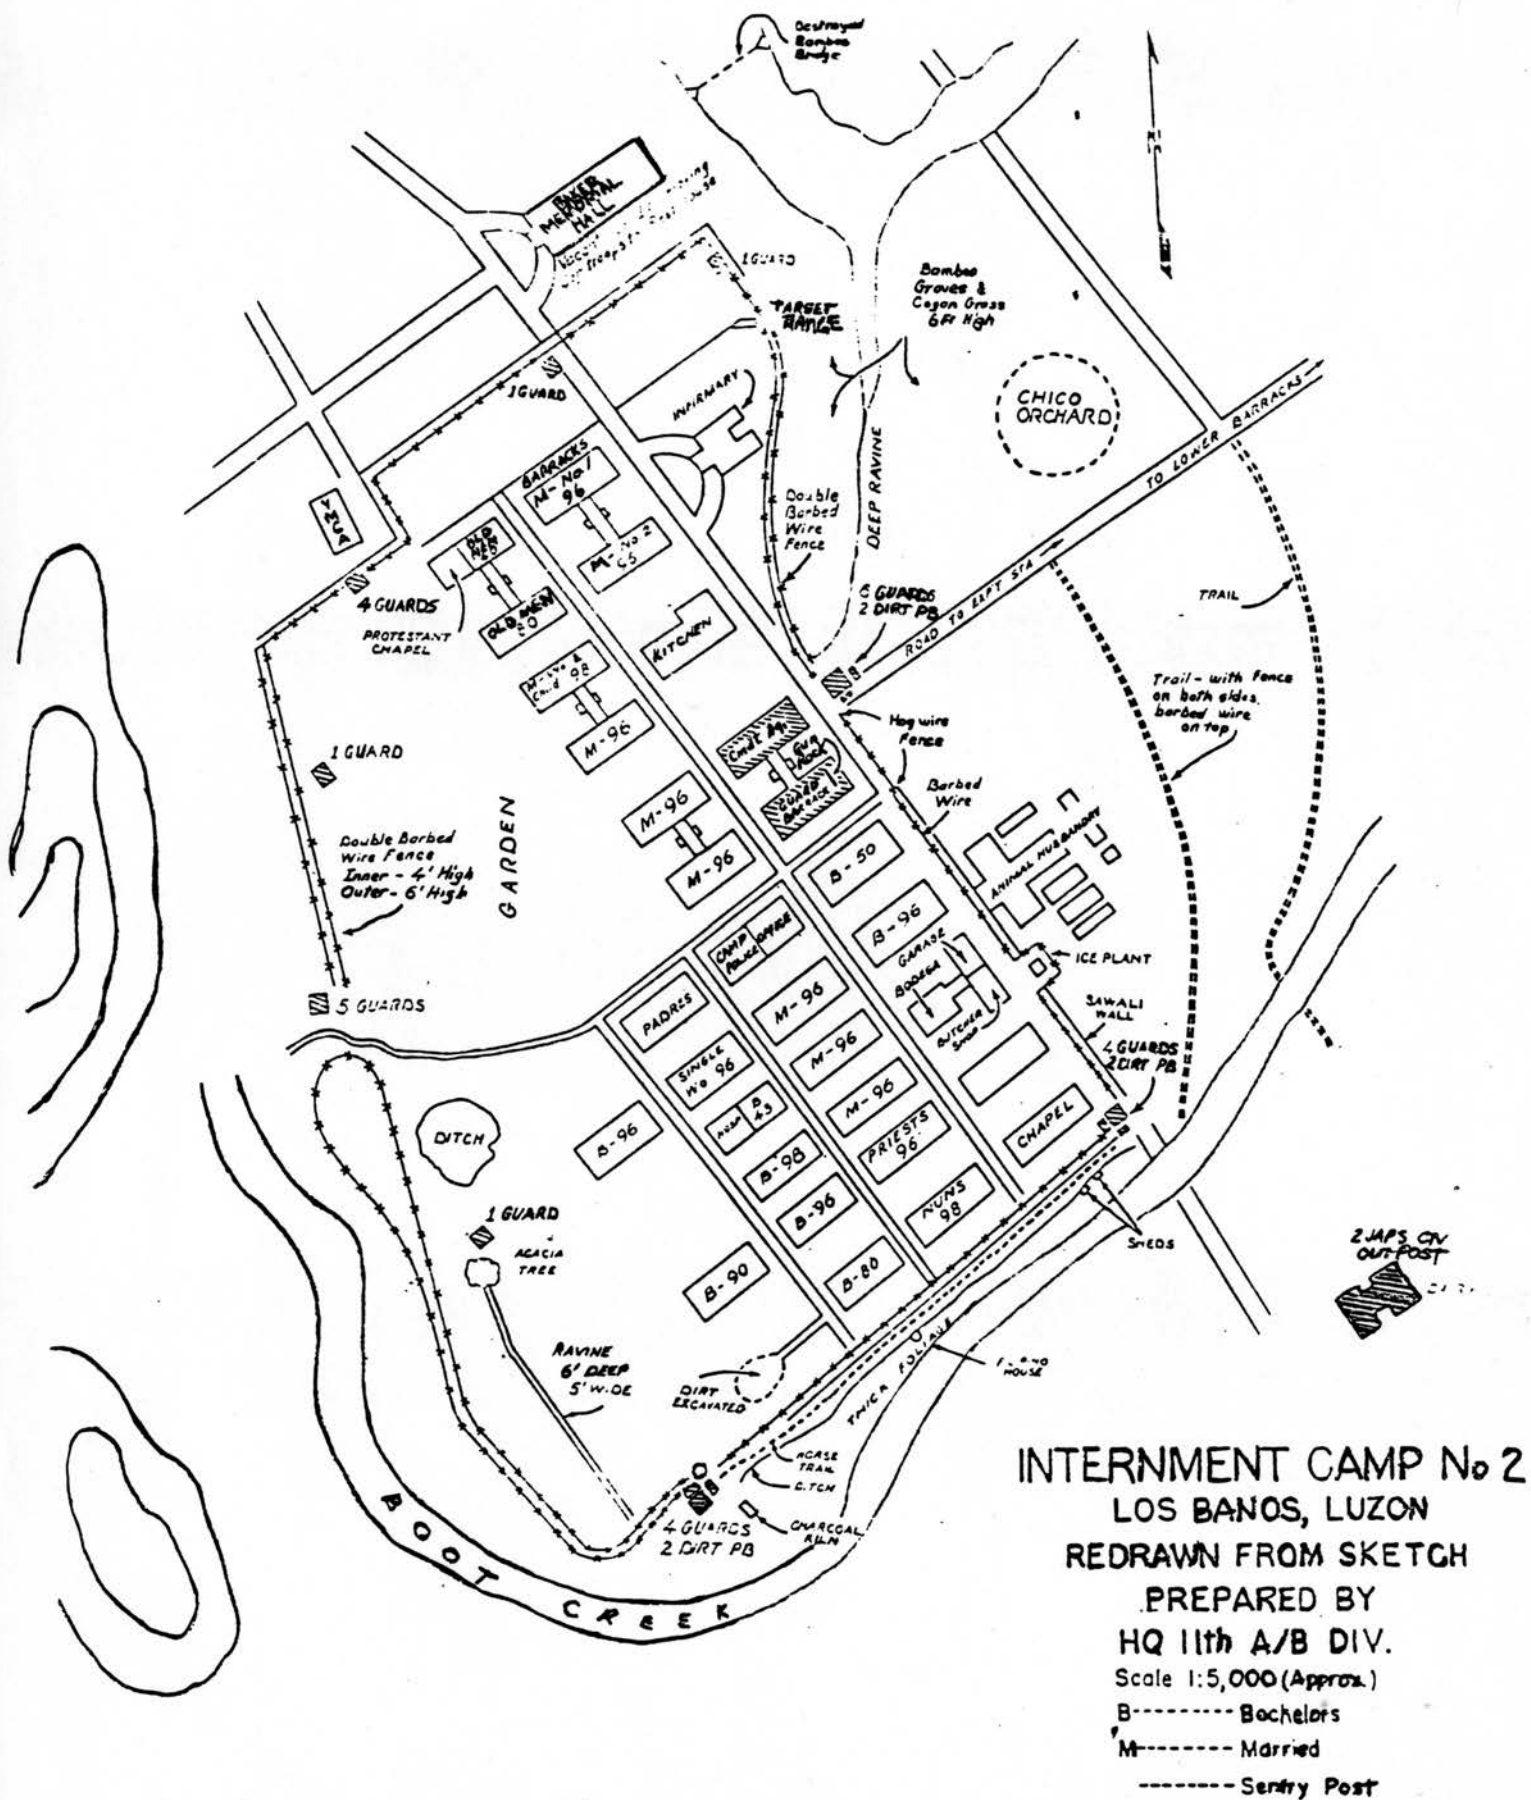 Destroyed
Bamboo
Bridge
BAKER
MEMORIAL
HALL
1 GUARD
TARGET
RANGE
Bamboo
Groves &
Cogon Grass
6Ft High
1 GUARD
INFIRMARY
CHICO
ORCHARD
DEEP RAVINE
TO LOWER BARRACKS
BARRACKS
M-No.1
96
M-No.2
YMCA
Double
Barbed
Wire
Fence
OLD
MEN
OLD MEN
4 GUARDS
PROTESTANT
CHAPEL
6 GUARDS
2 DIRT PB
ROAD TO EXPT STA
TRAIL
KITCHEN
M-Wo &
Child 98
M-96
Trail - with Fence
on both sides,
barbed wire
on top
Hog wire
Fence
Cmdt. Hq.
GUARD
BARRACK
Barbed
Wire
1 GUARD
M-96
M-96
GARDEN
Double Barbed
Wire Fence
Inner - 4' High
Outer - 6' High
B-50
ANIMAL HUSBANDRY
B-96
GARAGE
BODEGA
BUTCHER
SHOP
ICE PLANT
SAWALI
WALL
4 GUARDS
2 DIRT PB
CAMP
POLICE
OFFICE
5 GUARDS
PADRES
M-96
SINGLE
Wo 96
M-96
HOSP
B
43
M-96
CHAPEL
DITCH
B-96
B-98
PRIESTS
96
B-96
NUNS
98
SHEDS
1 GUARD
ACACIA
TREE
B-90
B-80
2 JAPS ON
OUTPOST
RAVINE
6' DEEP
5' WIDE
DIRT
EXCAVATED
THICK FOLIAGE
HOUSE
HORSE
TRAIL
DITCH
CHARCOAL
KILN
4 GUARDS
2 DIRT PB
BOOT CREEK
INTERNMENT CAMP No 2
LOS BANOS, LUZON
REDRAWN FROM SKETCH
PREPARED BY
HQ 11th A/B DIV.
Scale 1:5,000 (Approx.)
B---------- Bachelors
M--------- Married
--------- Sentry Post